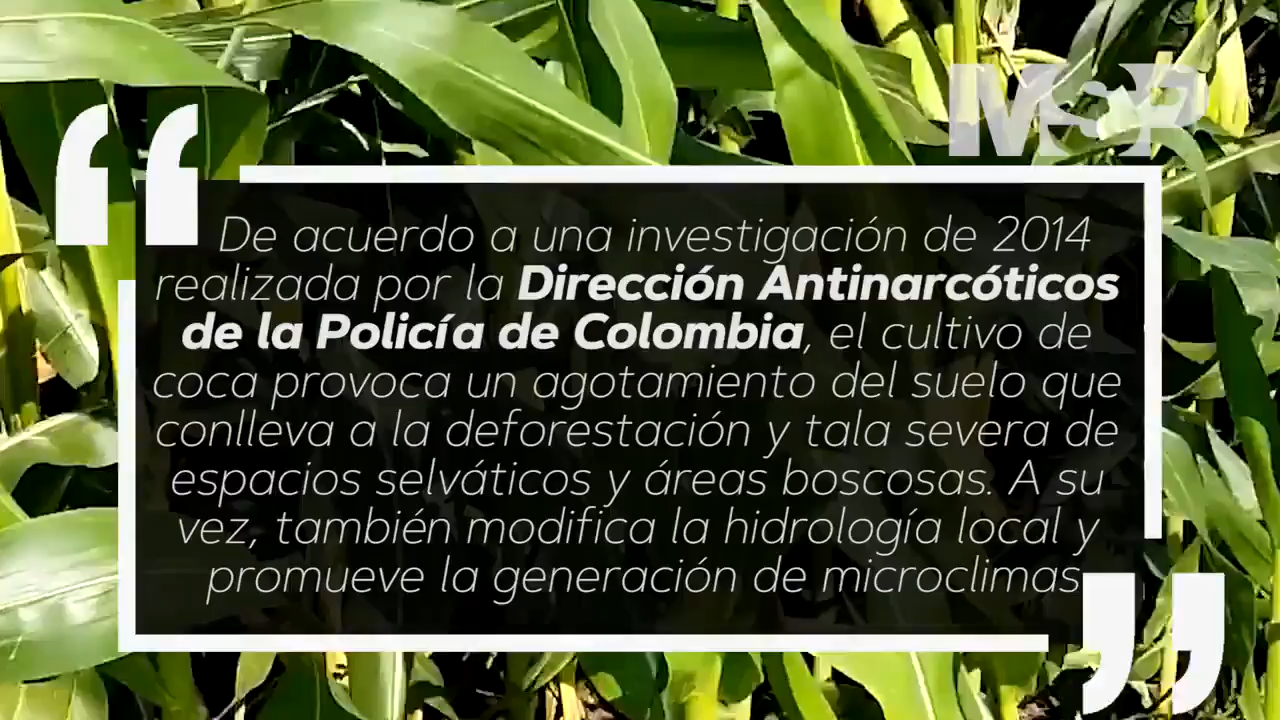 MSP
“
De acuerdo a una investigación de 2014
realizada por la Dirección Antinarcóticos
de la Policía de Colombia, el cultivo de
coca provoca un agotamiento del suelo que
conlleva a la deforestación y tala severa de
espacios selváticos y áreas boscosas. A su
vez, también modifica la hidrología local y
promueve la generación de microclimas
”